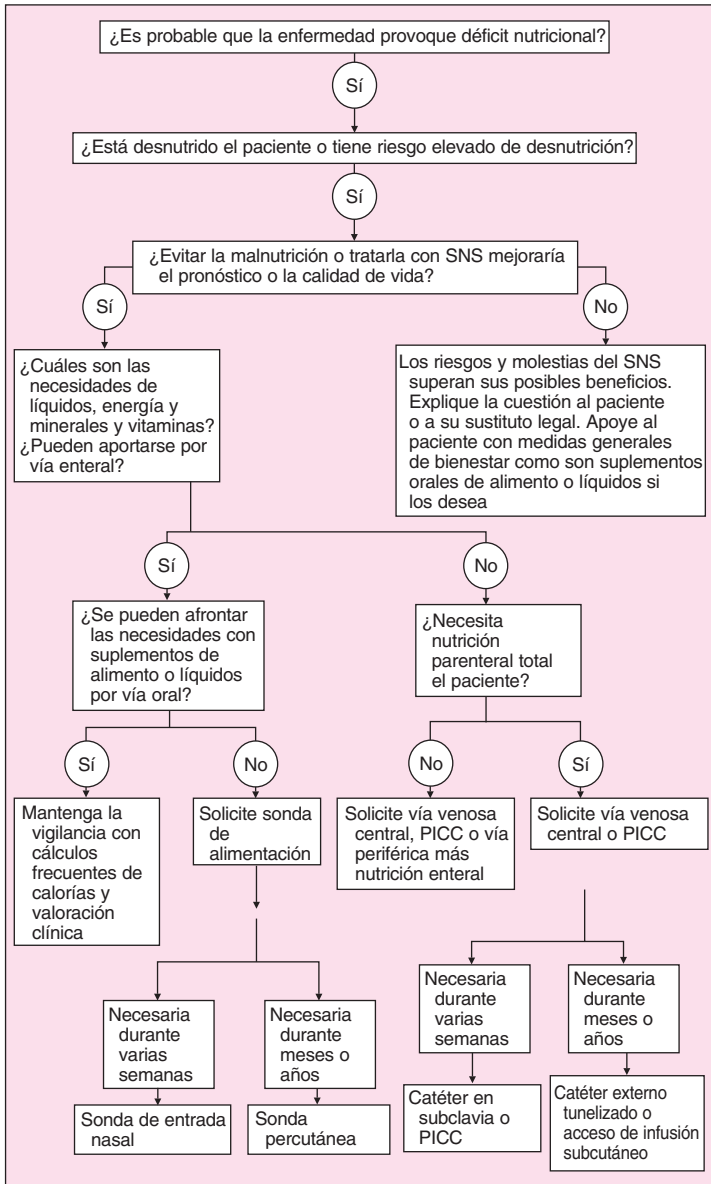 ¿Es probable que la enfermedad provoque déficit nutricional?
Sí
¿Está desnutrido el paciente o tiene riesgo elevado de desnutrición?
Sí
¿Evitar la malnutrición o tratarla con SNS mejoraría
el pronóstico o la calidad de vida?
Sí
No
¿Cuáles son las
necesidades de
líquidos, energía y
minerales y vitaminas?
¿Pueden aportarse por
vía enteral?
Los riesgos y molestias del SNS
superan sus posibles beneficios.
Explique la cuestión al paciente
o a su sustituto legal. Apoye al
paciente con medidas generales
de bienestar como son suplementos
orales de alimento o líquidos si
los desea
Sí
No
¿Se pueden afrontar
las necesidades con
suplementos de
alimento o líquidos
por vía oral?
¿Necesita
nutrición
parenteral total
el paciente?
Sí
No
No
Sí
Mantenga la
vigilancia con
cálculos
frecuentes de
calorías y
valoración
clínica
Solicite sonda
de
alimentación
Solicite vía venosa
central, PICC o vía
periférica más
nutrición enteral
Solicite vía venosa
central o PICC
Necesaria
durante
varias
semanas
Necesaria
durante
meses o
años
Necesaria
durante
varias
semanas
Necesaria
durante
meses o
años
Sonda de entrada
nasal
Sonda
percutánea
Catéter en
subclavia o
PICC
Catéter externo
tunelizado o
acceso de infusión
subcutáneo